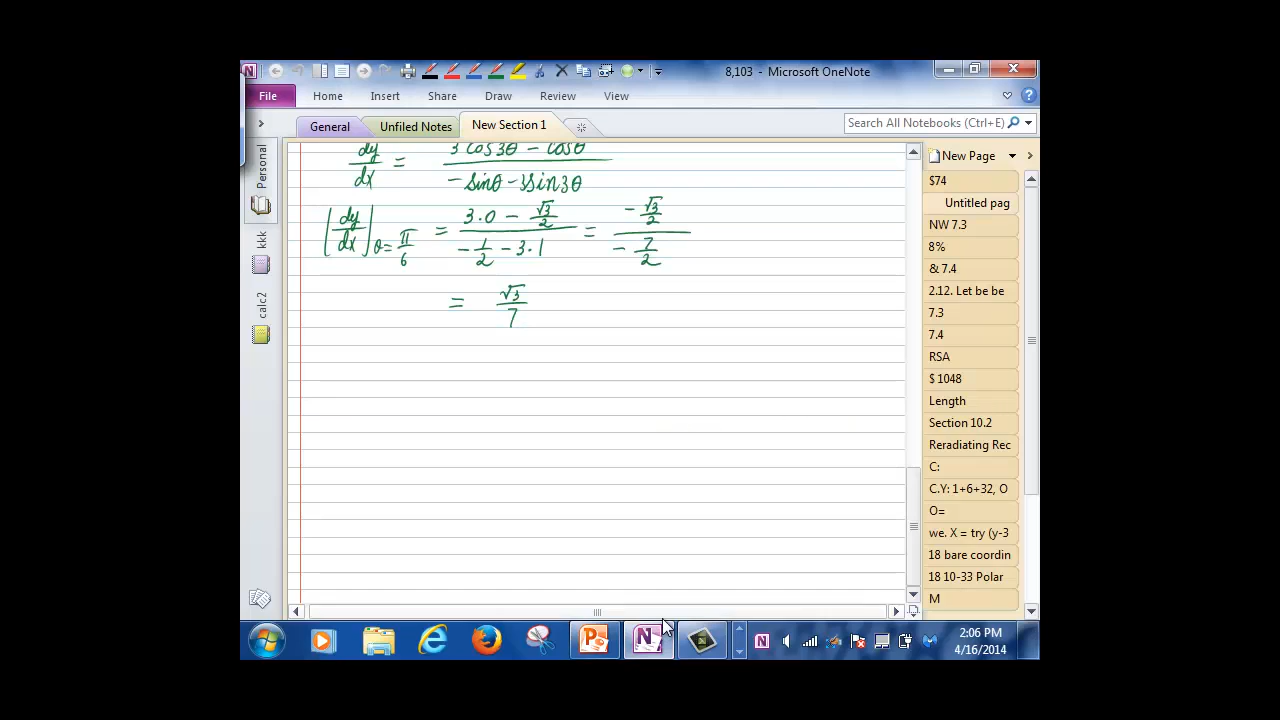 8,103 - Microsoft OneNote
File Home Insert Share Draw Review View
General Unfiled Notes New Section 1 Search All Notebooks (Ctrl+E)
Personal
kkk
calc2
dy/dx = (3 cos3θ - cosθ)/(-sinθ - 3sin3θ)
[dy/dx]θ=π/6 = (3.0 - √3/2)/(-1/2 - 3.1) = (-√3/2)/(-7/2)
= √3/7
New Page
$74
Untitled pag
NW 7.3
8%
& 7.4
2.12. Let be be
7.3
7.4
RSA
$ 1048
Length
Section 10.2
Reradiating Rec
C:
C.Y: 1+6+32, O
O=
we. X = try (y-3
18 bare coordin
18 10-33 Polar
M
2:06 PM
4/16/2014